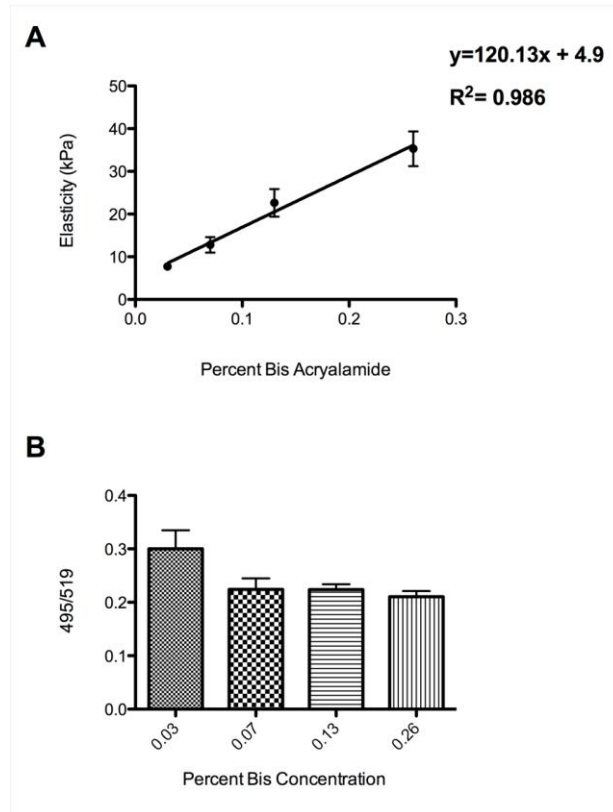 A
y=120.13x + 4.9
R²= 0.986
50
40
30
20
10
0
Elasticity (kPa)
0.0 0.1 0.2 0.3
Percent Bis Acryalamide
B
0.4
0.3
0.2
0.1
0.0
495/519
0.03 0.07 0.13 0.26
Percent Bis Concentration